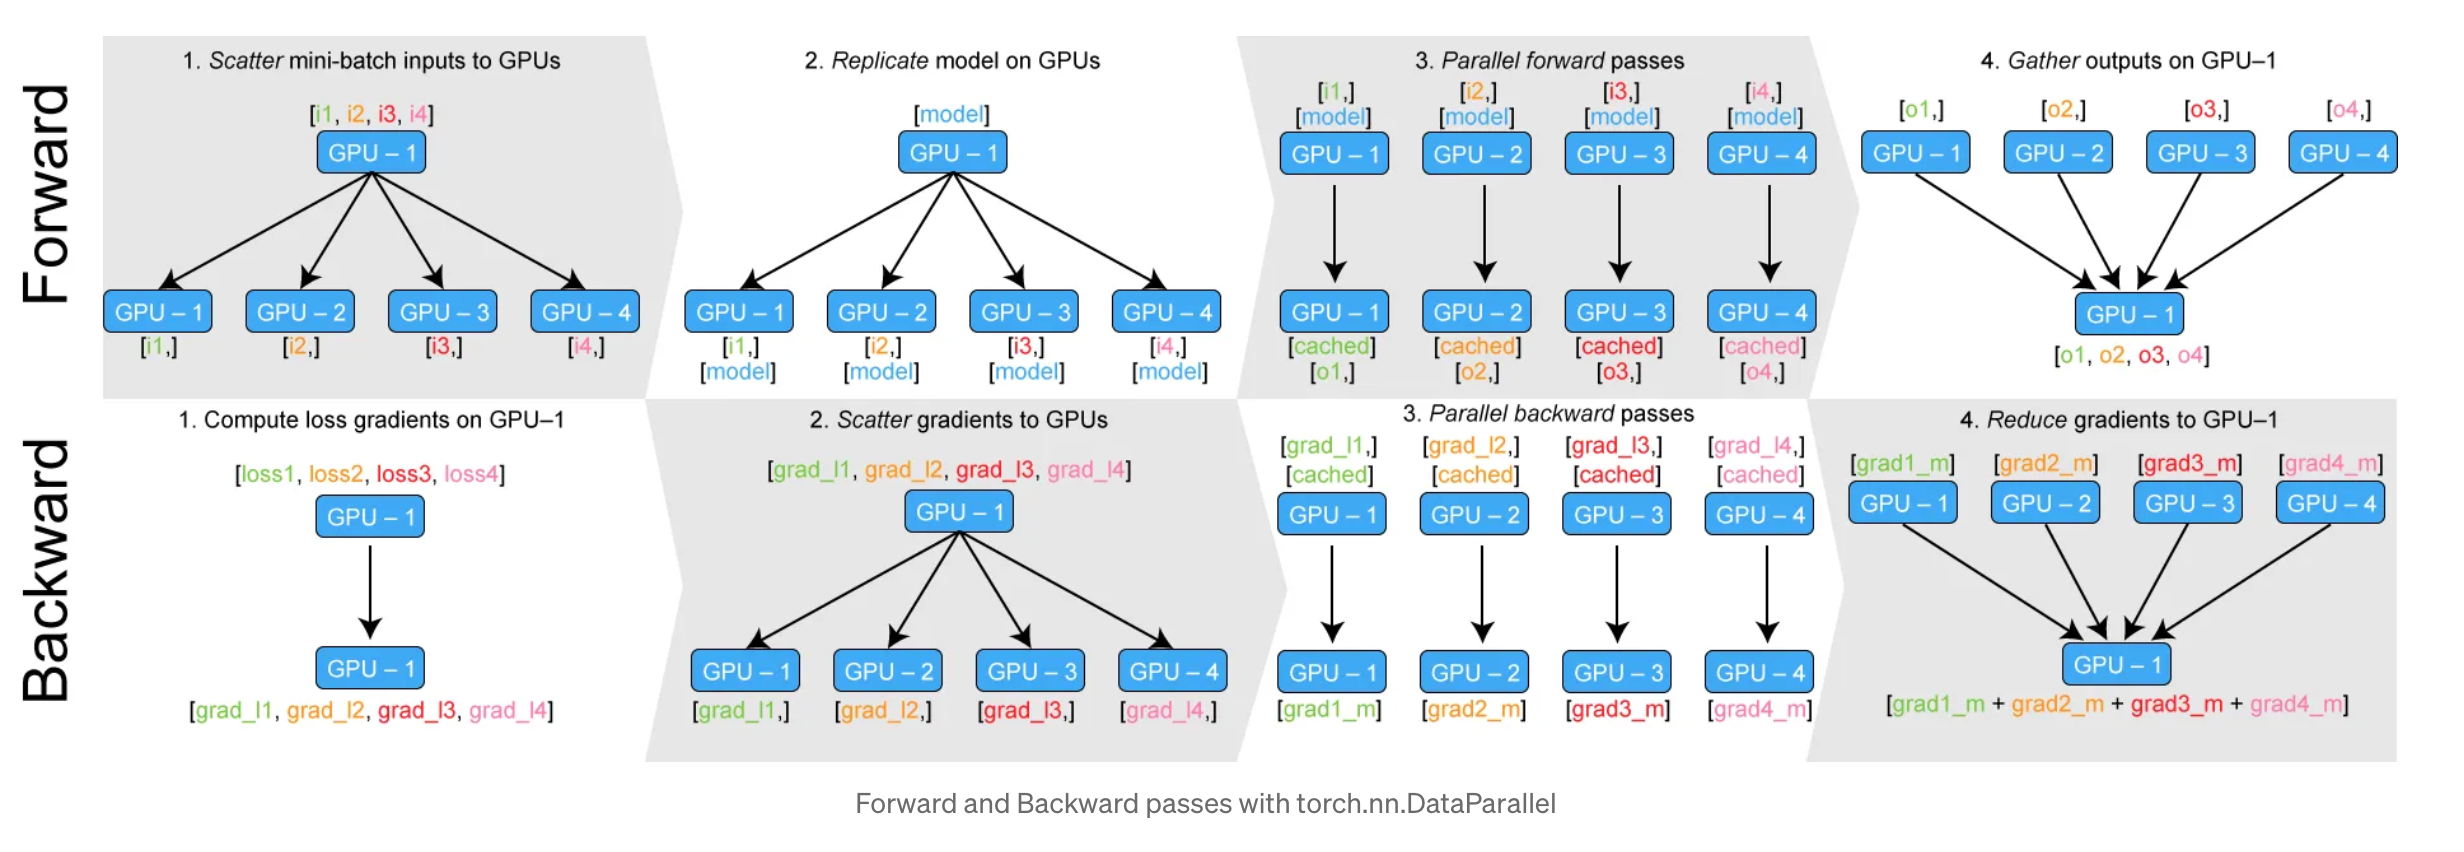 Forward
1. Scatter mini-batch inputs to GPUs
[i1, i2, i3, i4]
GPU – 1
GPU – 1 GPU – 2 GPU – 3 GPU – 4
[i1,] [i2,] [i3,] [i4,]
2. Replicate model on GPUs
[model]
GPU – 1
GPU – 1 GPU – 2 GPU – 3 GPU – 4
[i1,] [i2,] [i3,] [i4,]
[model] [model] [model] [model]
3. Parallel forward passes
[i1,] [i2,] [i3,] [i4,]
[model] [model] [model] [model]
GPU – 1 GPU – 2 GPU – 3 GPU – 4
GPU – 1 GPU – 2 GPU – 3 GPU – 4
[cached] [cached] [cached] [cached]
[o1,] [o2,] [o3,] [o4,]
4. Gather outputs on GPU–1
[o1,] [o2,] [o3,] [o4,]
GPU – 1 GPU – 2 GPU – 3 GPU – 4
GPU – 1
[o1, o2, o3, o4]
Backward
1. Compute loss gradients on GPU–1
[loss1, loss2, loss3, loss4]
GPU – 1
GPU – 1
[grad_l1, grad_l2, grad_l3, grad_l4]
2. Scatter gradients to GPUs
[grad_l1, grad_l2, grad_l3, grad_l4]
GPU – 1
GPU – 1 GPU – 2 GPU – 3 GPU – 4
[grad_l1,] [grad_l2,] [grad_l3,] [grad_l4,]
3. Parallel backward passes
[grad_l1,] [grad_l2,] [grad_l3,] [grad_l4,]
[cached] [cached] [cached] [cached]
GPU – 1 GPU – 2 GPU – 3 GPU – 4
GPU – 1 GPU – 2 GPU – 3 GPU – 4
[grad1_m] [grad2_m] [grad3_m] [grad4_m]
4. Reduce gradients to GPU–1
[grad1_m] [grad2_m] [grad3_m] [grad4_m]
GPU – 1 GPU – 2 GPU – 3 GPU – 4
GPU – 1
[grad1_m + grad2_m + grad3_m + grad4_m]
Forward and Backward passes with torch.nn.DataParallel